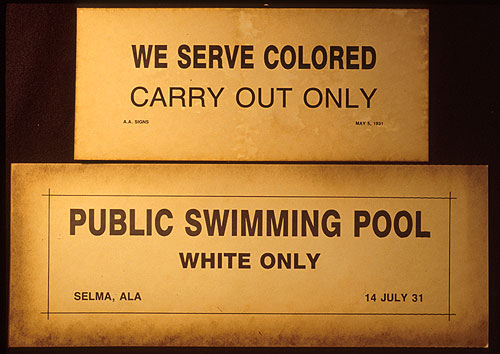 WE SERVE COLORED
CARRY OUT ONLY
A.A. SIGNS MAY 5, 1931
PUBLIC SWIMMING POOL
WHITE ONLY
SELMA, ALA 14 JULY 31